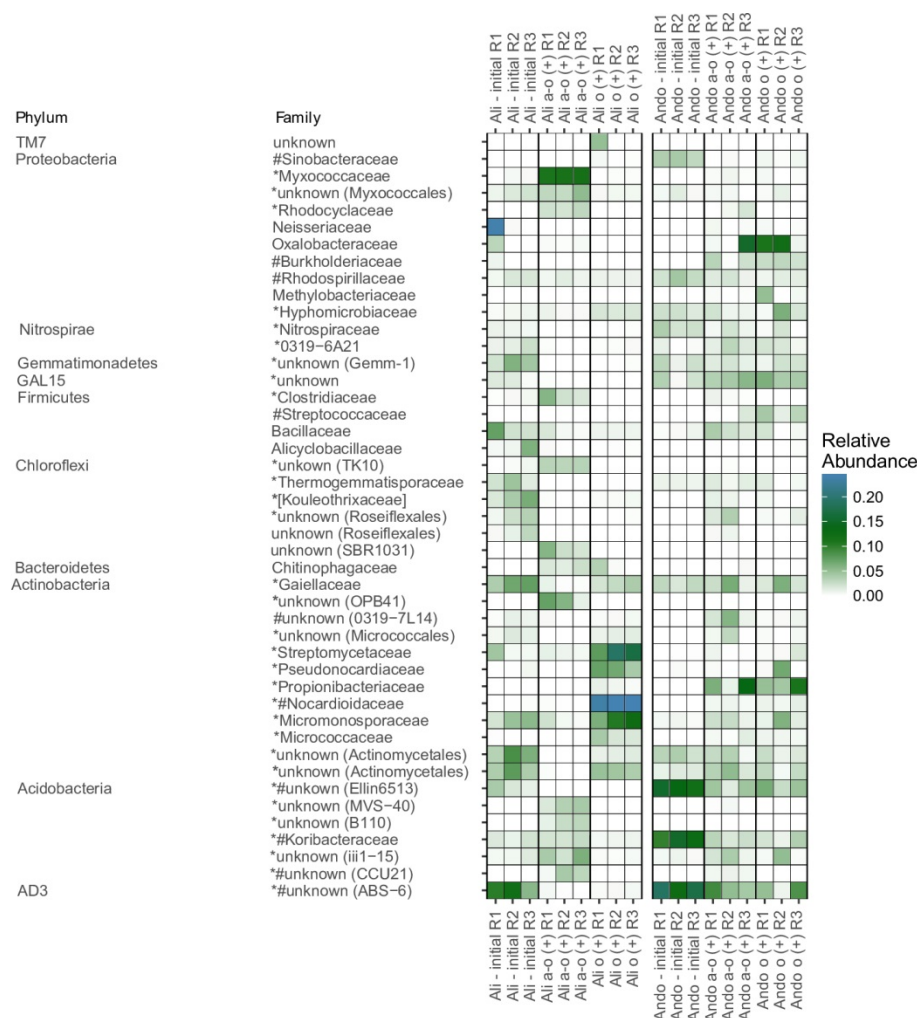 Ali - initial R1
Ali - initial R2
Ali - initial R3
Ali a-o (+) R1
Ali a-o (+) R2
Ali a-o (+) R3
Ali o (+) R1
Ali o (+) R2
Ali o (+) R3
Ando - initial R1
Ando - initial R2
Ando - initial R3
Ando a-o (+) R1
Ando a-o (+) R2
Ando a-o (+) R3
Ando o (+) R1
Ando o (+) R2
Ando o (+) R3
Phylum Family
TM7 unknown
Proteobacteria #Sinobacteraceae
*Myxococcaceae
*unknown (Myxococcales)
*Rhodocyclaceae
Neisseriaceae
Oxalobacteraceae
#Burkholderiaceae
#Rhodospirillaceae
Methylobacteriaceae
*Hyphomicrobiaceae
Nitrospirae *Nitrospiraceae
*0319-6A21
Gemmatimonadetes *unknown (Gemm-1)
GAL15 *unknown
Firmicutes *Clostridiaceae
#Streptococcaceae
Bacillaceae
Alicyclobacillaceae
Chloroflexi *unkown (TK10)
*Thermogemmatisporaceae
*[Kouleothrixaceae]
*unknown (Roseiflexales)
unknown (Roseiflexales)
unknown (SBR1031)
Bacteroidetes Chitinophagaceae
Actinobacteria *Gaiellaceae
*unknown (OPB41)
#unknown (0319-7L14)
*unknown (Micrococcales)
*Streptomycetaceae
*Pseudonocardiaceae
*Propionibacteriaceae
*#Nocardioidaceae
*Micromonosporaceae
*Micrococcaceae
*unknown (Actinomycetales)
*unknown (Actinomycetales)
Acidobacteria *#unkown (Ellin6513)
*unknown (MVS-40)
*unknown (B110)
*#Koribacteraceae
*unknown (iii1-15)
*#unknown (CCU21)
AD3 *#unknown (ABS-6)
Relative
Abundance
0.20
0.15
0.10
0.05
0.00
Ali - initial R1
Ali - initial R2
Ali - initial R3
Ali a-o (+) R1
Ali a-o (+) R2
Ali a-o (+) R3
Ali o (+) R1
Ali o (+) R2
Ali o (+) R3
Ando - initial R1
Ando - initial R2
Ando - initial R3
Ando a-o (+) R1
Ando a-o (+) R2
Ando a-o (+) R3
Ando o (+) R1
Ando o (+) R2
Ando o (+) R3